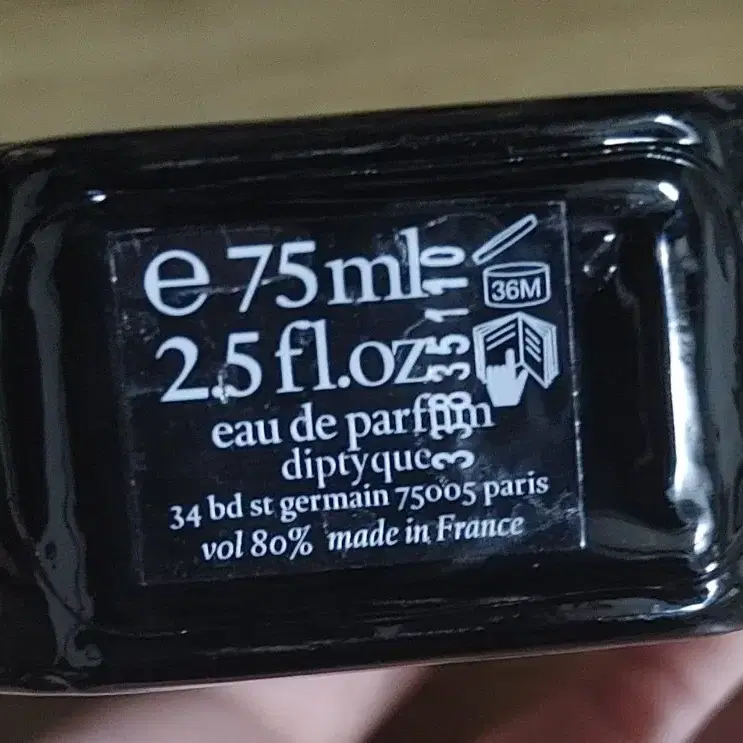 e 75ml
2.5 fl.oz
eau de parfum
diptyque
34 bd st germain 75005 paris
vol 80% made in France
36M